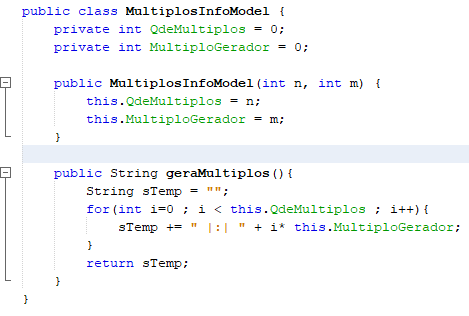 public class MultiplosInfoModel {
    private int QdeMultiplos = 0;
    private int MultiploGerador = 0;
    public MultiplosInfoModel(int n, int m) {
        this.QdeMultiplos = n;
        this.MultiploGerador = m;
    }
    public String geraMultiplos(){
        String sTemp = "";
        for(int i=0 ; i < this.QdeMultiplos ; i++){
            sTemp += " |:| " + i* this.MultiploGerador;
        }
        return sTemp;
    }
}